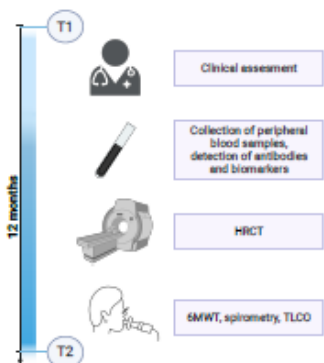 T1
Clinical assesment
Collection of peripheral
blood samples,
detection of antibodies
and biomarkers
12 months
HRCT
6MWT, spirometry, TLCO
T2